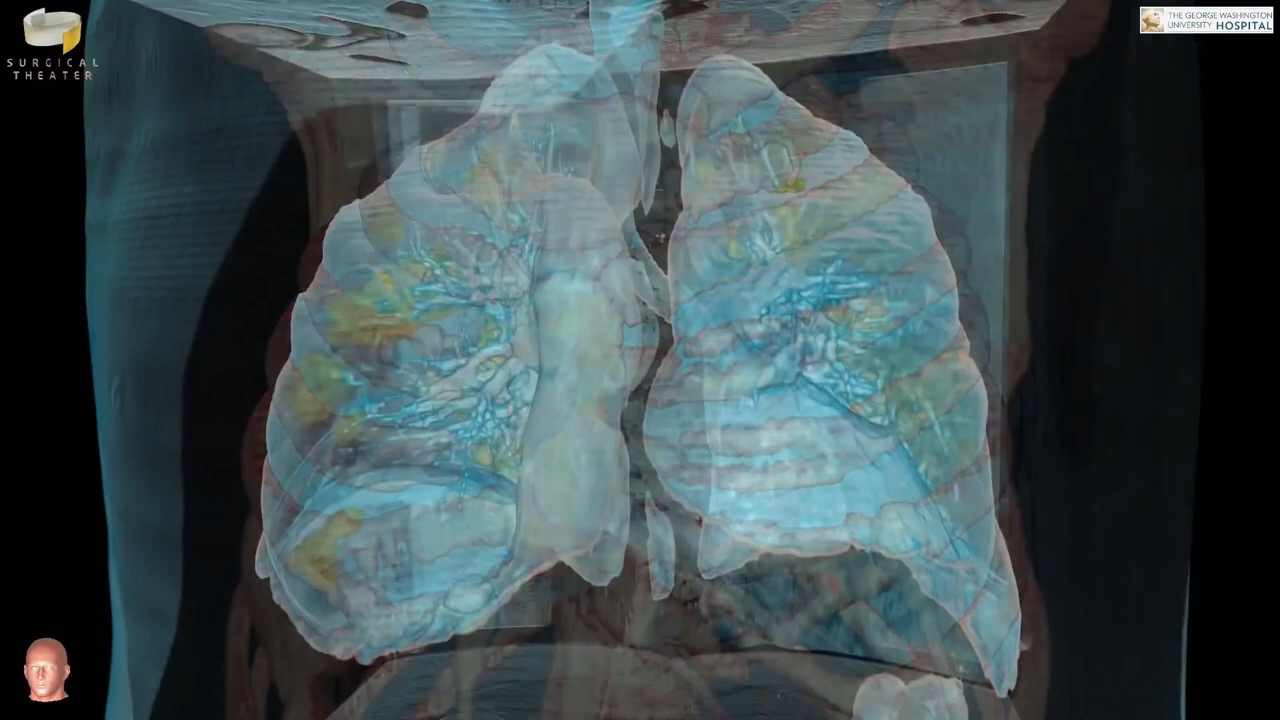 SURGICAL
THEATER
THE GEORGE WASHINGTON
UNIVERSITY HOSPITAL